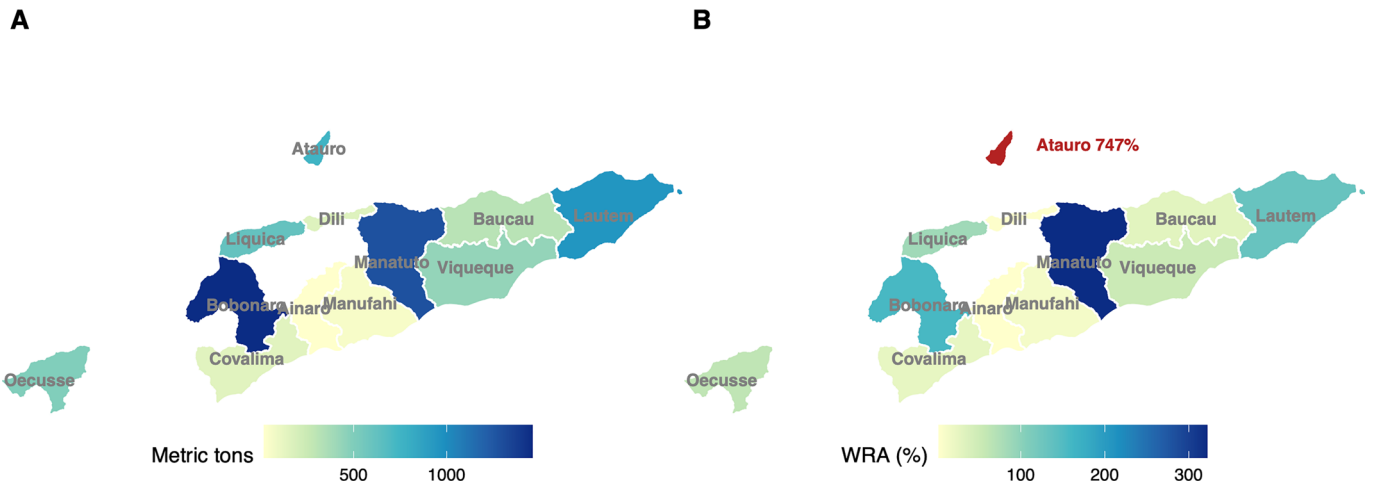 A
B
Atauro
Atauro 747%
Dili
Baucau
Lautem
Liquica
Manatuto
Viqueque
Bobonaro
Ainaro
Manufahi
Covalima
Oecusse
Dili
Baucau
Lautem
Liquica
Manatuto
Viqueque
Bobonaro
Ainaro
Manufahi
Covalima
Oecusse
Metric tons
500
1000
WRA (%)
100
200
300